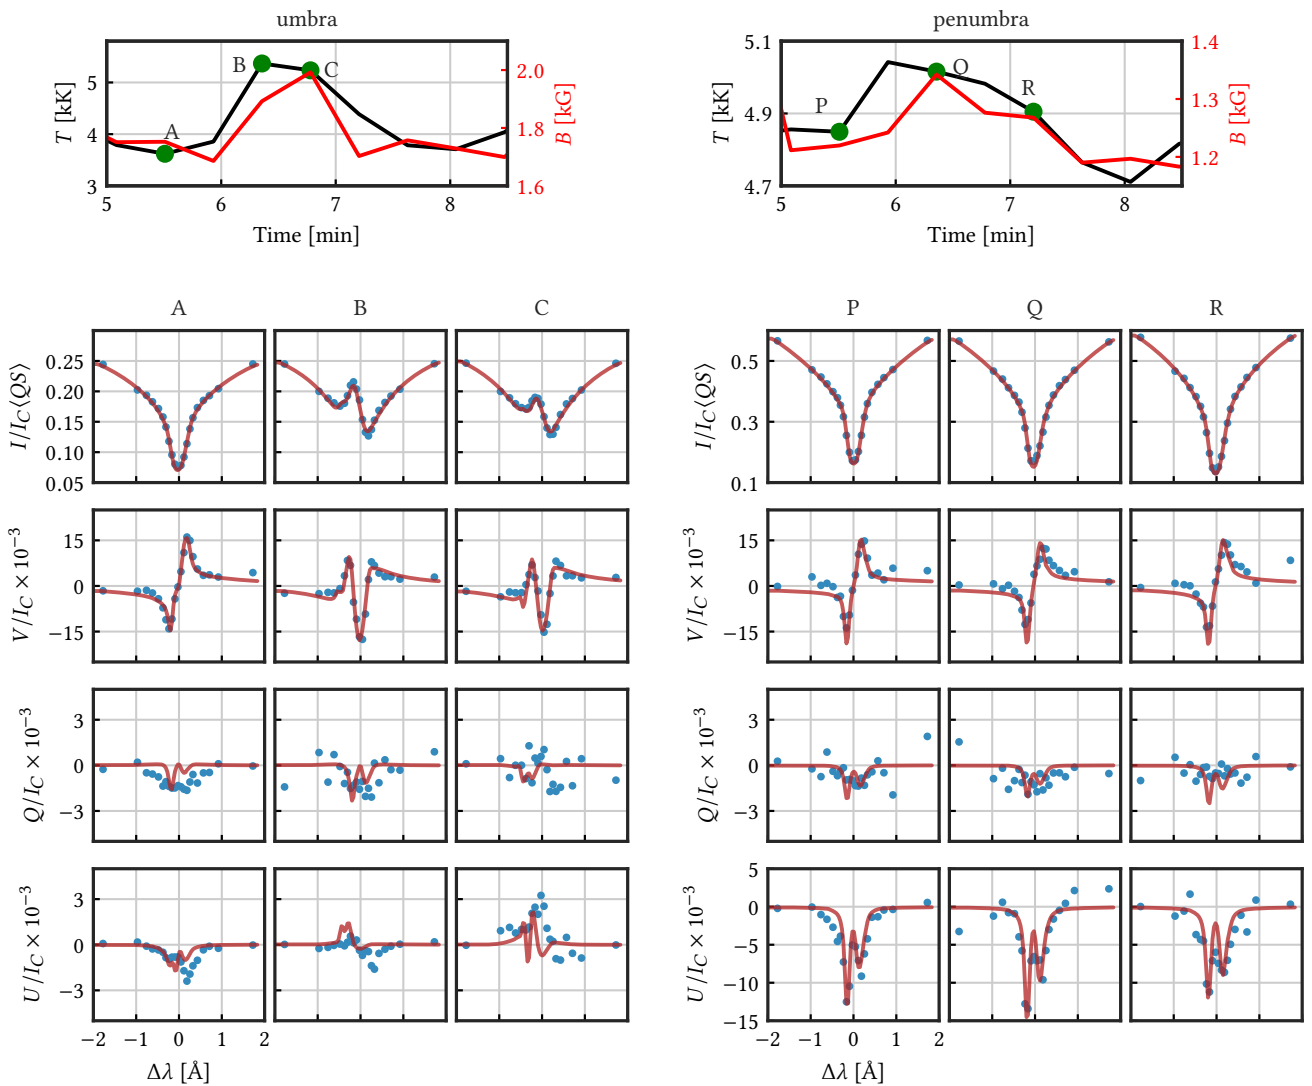 umbra
penumbra
T [kK]
5
4
3
A
B
C
2.0
1.8
1.6
B [kG]
5 6 7 8
Time [min]
T [kK]
5.1
4.9
4.7
P
Q
R
1.4
1.3
1.2
B [kG]
5 6 7 8
Time [min]
A B C
P Q R
I/I_C⟨QS⟩
0.25
0.20
0.15
0.10
0.05
I/I_C⟨QS⟩
0.5
0.3
0.1
V/I_C × 10⁻³
15
0
−15
V/I_C × 10⁻³
15
0
−15
Q/I_C × 10⁻³
3
0
−3
Q/I_C × 10⁻³
3
0
−3
U/I_C × 10⁻³
3
0
−3
U/I_C × 10⁻³
5
0
−5
−10
−15
−2 −1 0 1 2
Δλ [Å]
−2 −1 0 1 2
Δλ [Å]